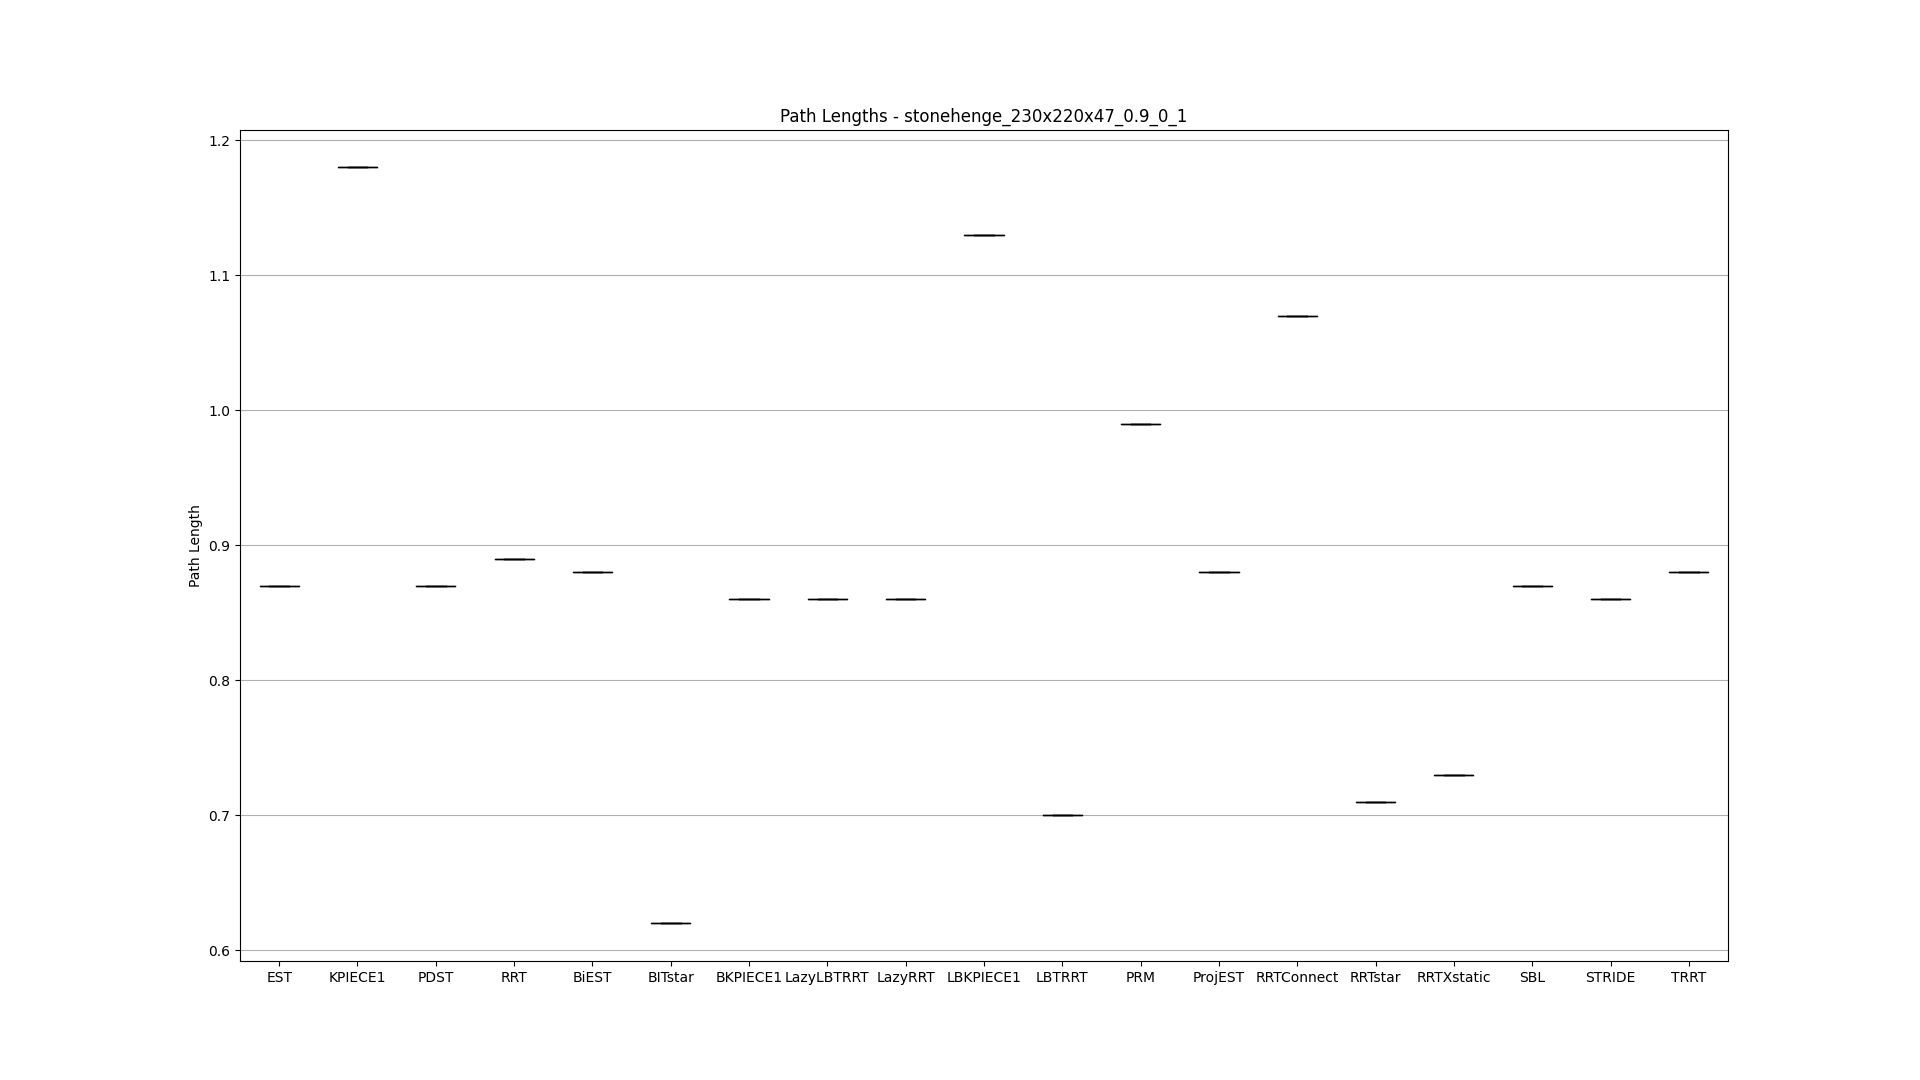 Path Lengths - stonehenge_230x220x47_0.9_0_1
Path Length
1.2
1.1
1.0
0.9
0.8
0.7
0.6
EST KPIECE1 PDST RRT BiEST BITstar BKPIECE1 LazyLBTRRT LazyRRT LBKPIECE1 LBTRRT PRM ProjEST RRTConnect RRTstar RRTXstatic SBL STRIDE TRRT